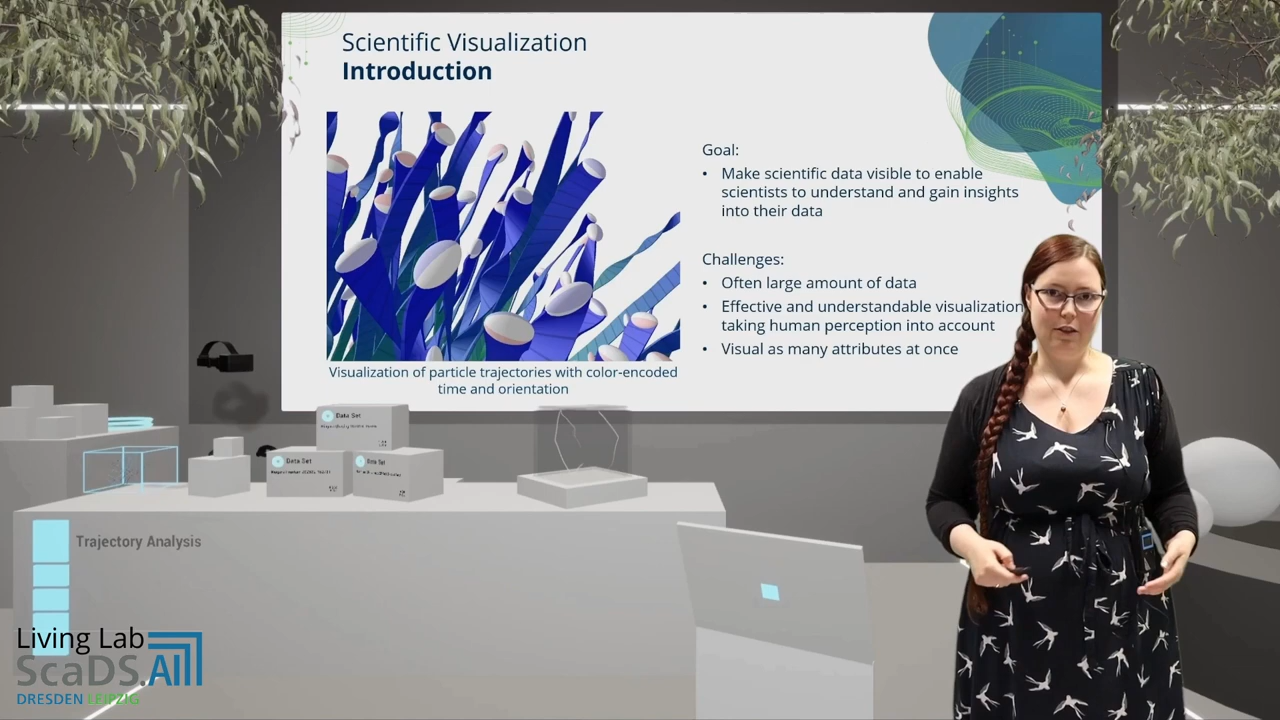 Scientific Visualization
Introduction
Goal:
• Make scientific data visible to enable
scientists to understand and gain insights
into their data
Challenges:
• Often large amount of data
• Effective and understandable visualization
taking human perception into account
• Visual as many attributes at once
Visualization of particle trajectories with color-encoded
time and orientation
Data Set
Data Set
Data Set
Trajectory Analysis
Living Lab
ScaDS.AI
DRESDEN LEIPZIG